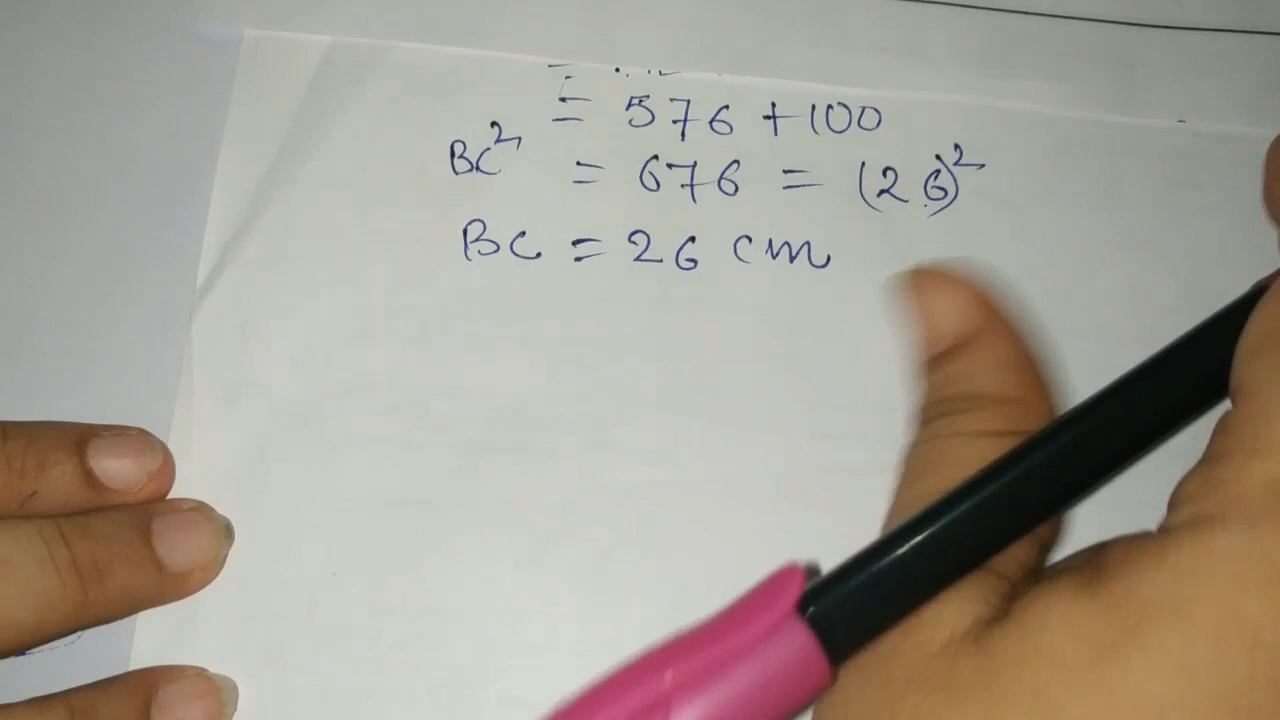 = 576 + 100
BC² = 676 = (26)²
BC = 26 cm